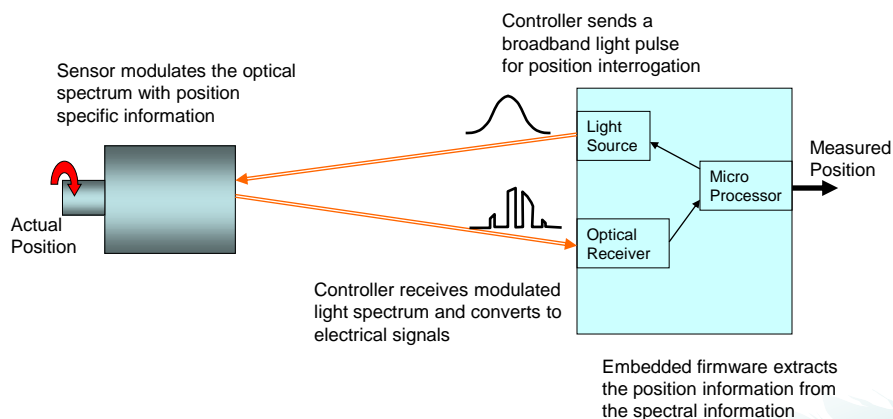 Controller sends a
broadband light pulse
for position interrogation
Sensor modulates the optical
spectrum with position
specific information
Light
Source
Measured
Position
Micro
Processor
Actual
Position
Optical
Receiver
Controller receives modulated
light spectrum and converts to
electrical signals
Embedded firmware extracts
the position information from
the spectral information